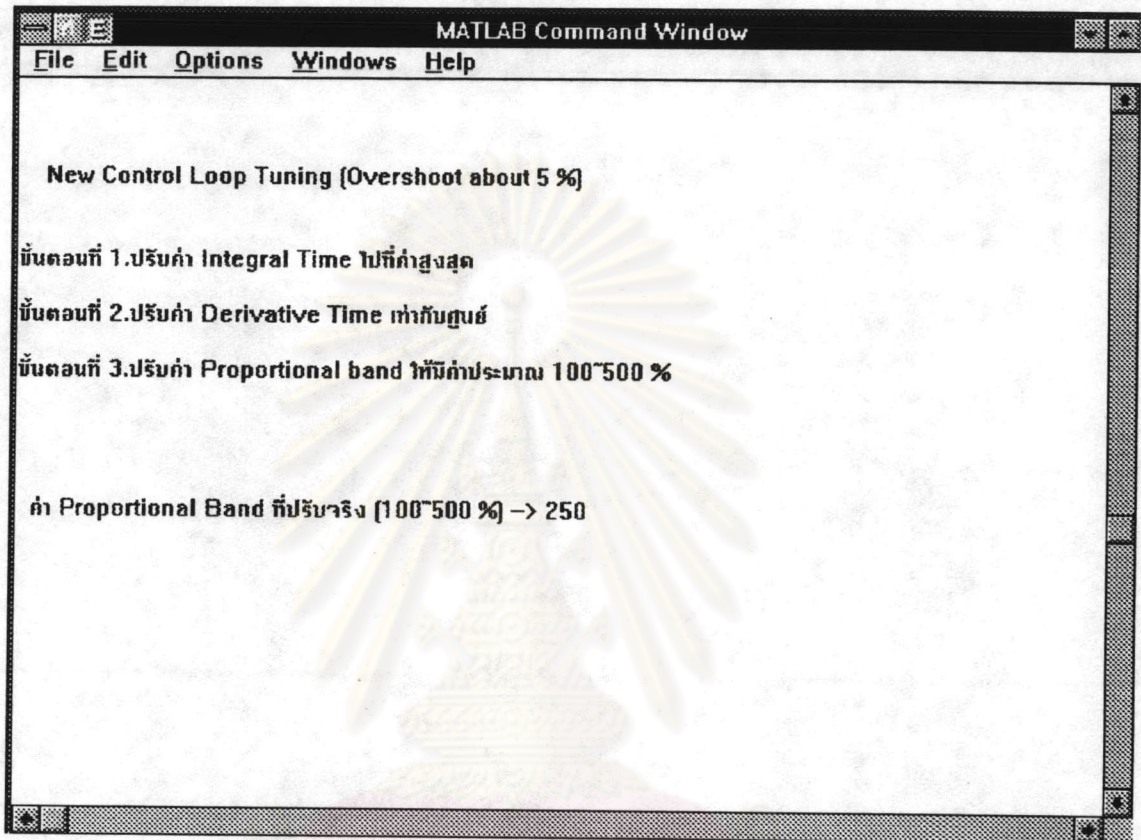 MATLAB Command Window
File Edit Options Windows Help
New Control Loop Tuning (Overshoot about 5 %)
ขั้นตอนที่ 1.ปรับค่า Integral Time ไปที่ค่าสูงสุด
ขั้นตอนที่ 2.ปรับค่า Derivative Time เท่ากับศูนย์
ขั้นตอนที่ 3.ปรับค่า Proportional band ให้มีค่าประมาณ 100~500 %
ค่า Proportional Band ที่ปรับจริง (100~500 %) -> 250